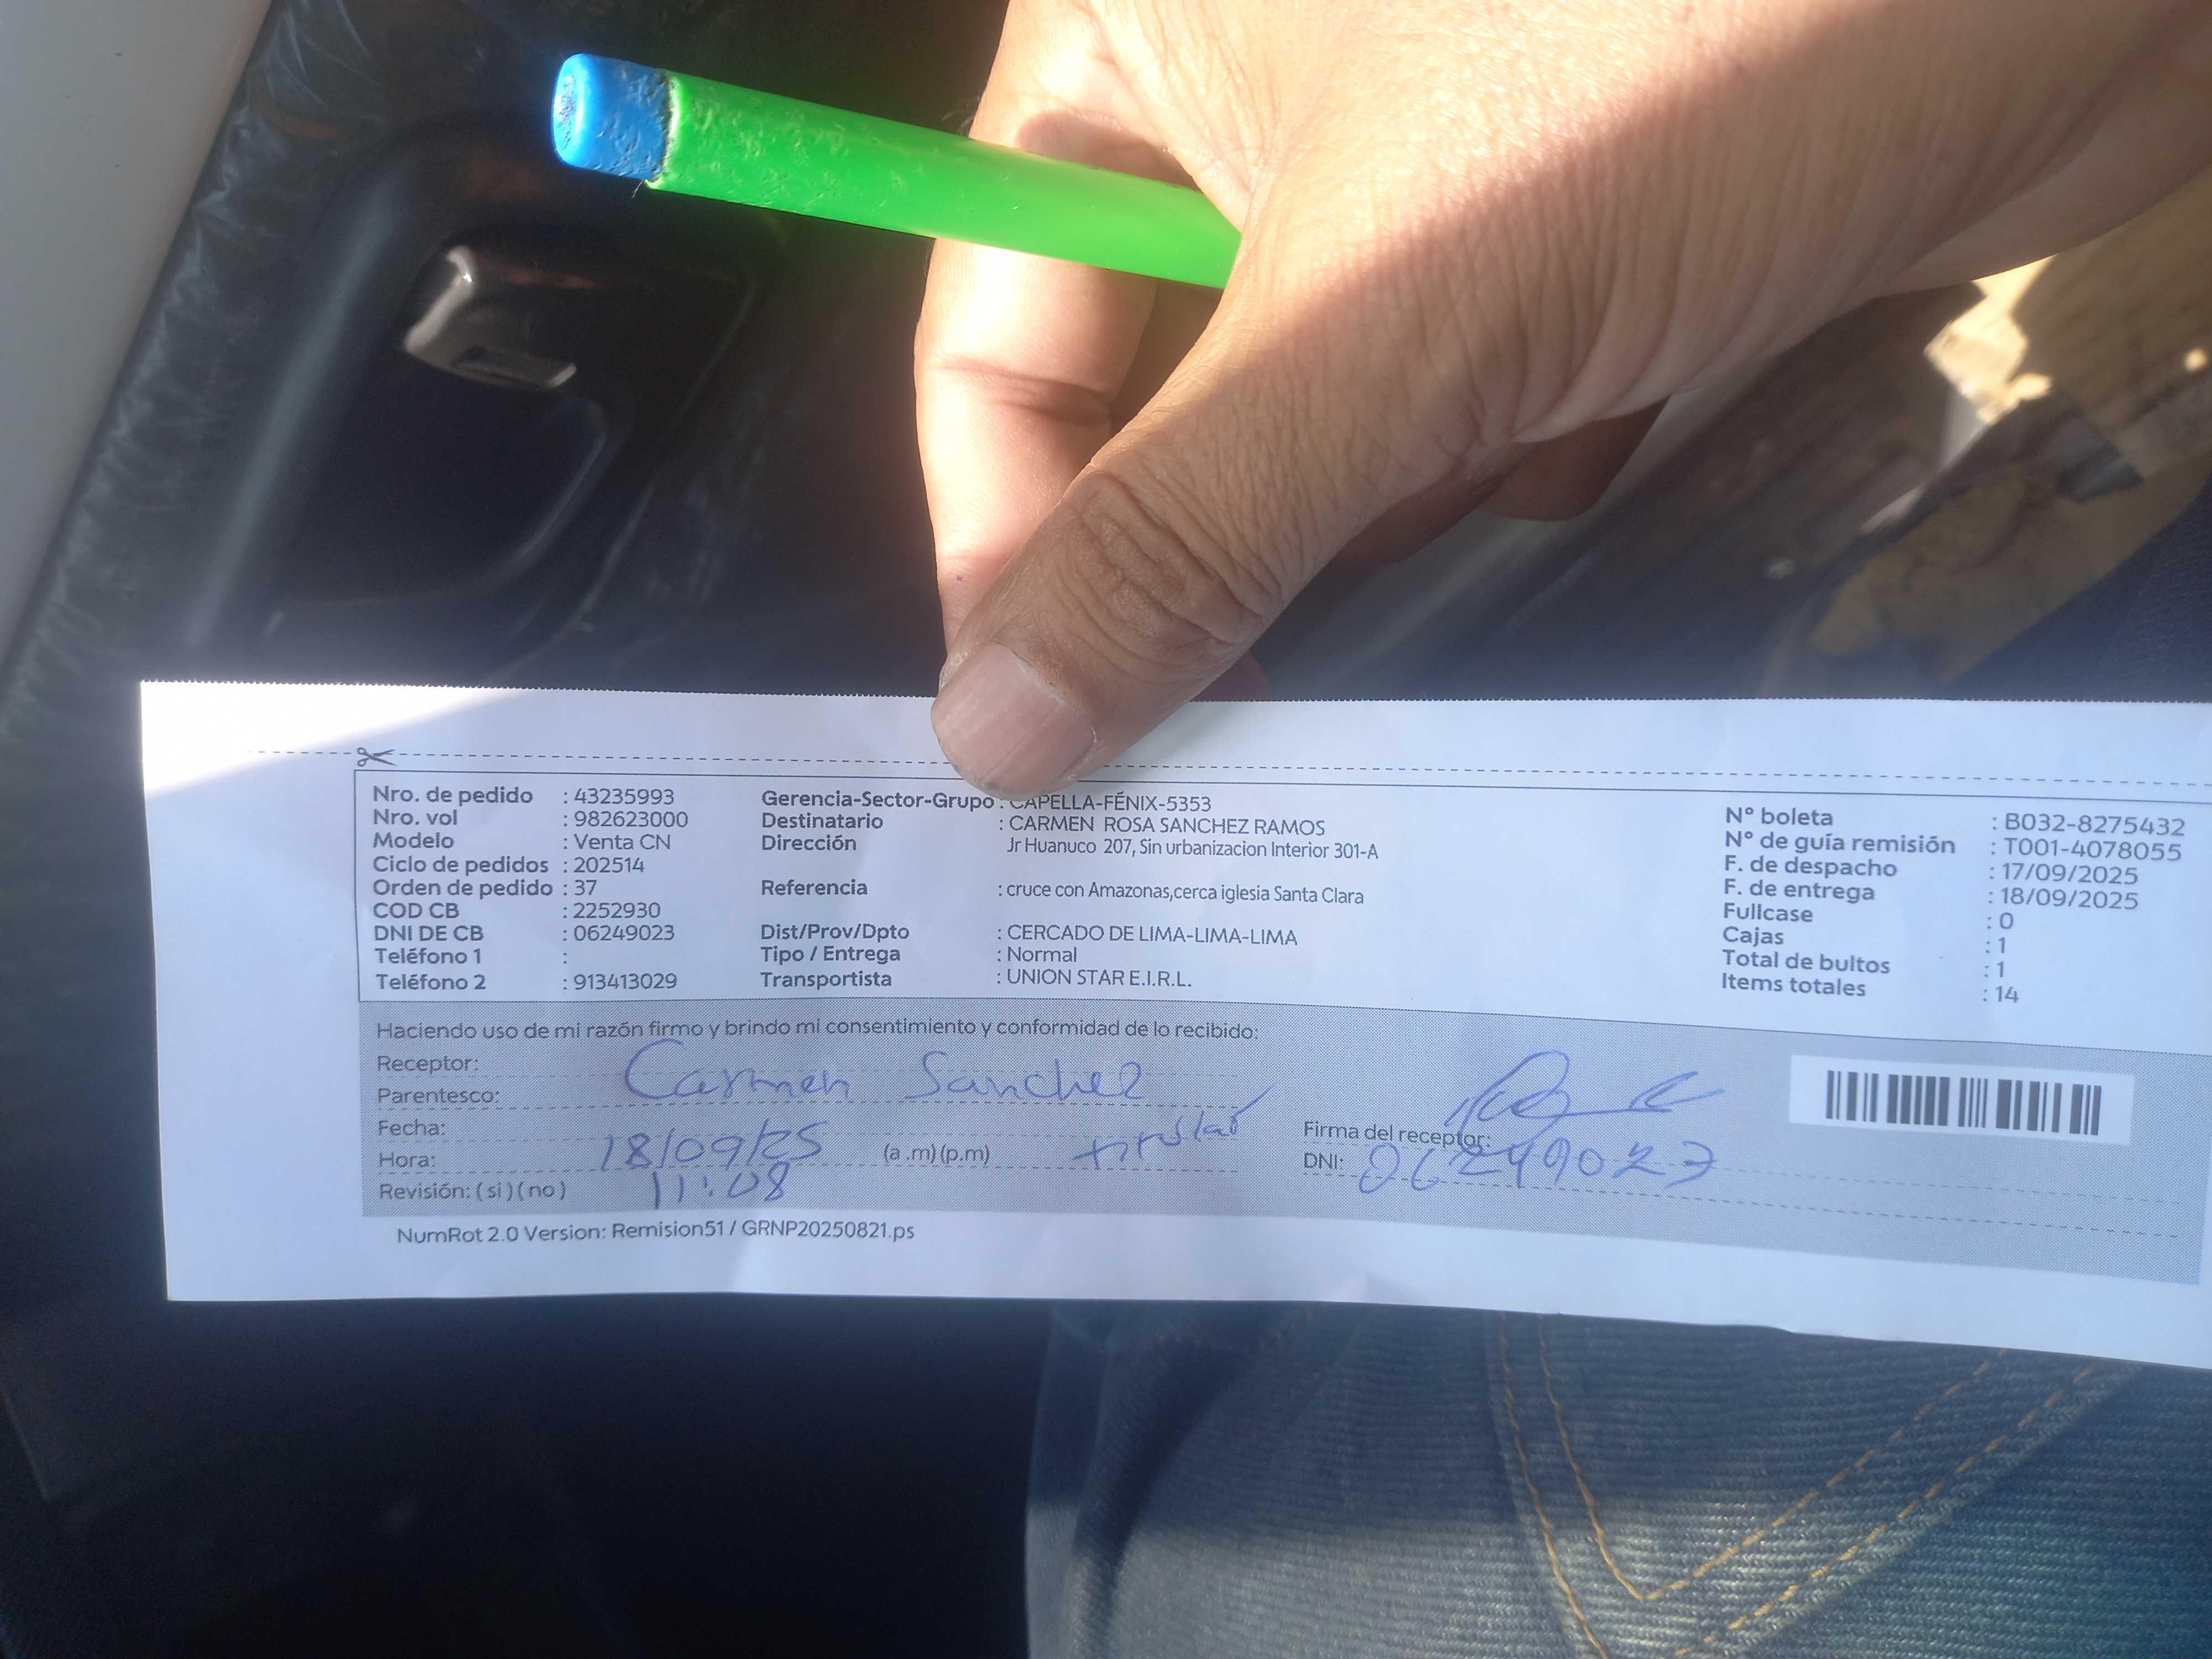 Nro. de pedido : 43235993
Nro. vol : 982623000
Modelo : Venta CN
Ciclo de pedidos : 202514
Orden de pedido : 37
COD CB : 2252930
DNI DE CB : 06249023
Teléfono 1 :
Teléfono 2 : 913413029
Gerencia-Sector-Grupo : CAPELLA-FÉNIX-5353
Destinatario : CARMEN ROSA SANCHEZ RAMOS
Dirección Jr Huanuco 207, Sin urbanizacion Interior 301-A
Referencia : cruce con Amazonas,cerca iglesia Santa Clara
Dist/Prov/Dpto : CERCADO DE LIMA-LIMA-LIMA
Tipo / Entrega : Normal
Transportista : UNION STAR E.I.R.L.
N° boleta : B032-8275432
N° de guía remisión : T001-4078055
F. de despacho : 17/09/2025
F. de entrega : 18/09/2025
Fullcase : 0
Cajas : 1
Total de bultos : 1
Items totales : 14
Haciendo uso de mi razón firmo y brindo mi consentimiento y conformidad de lo recibido:
Receptor: Carmen Sanchez
Parentesco:
Fecha: 18/09/25
Hora: 11:08 (a .m) (p.m)
Revisión: ( si ) ( no )
Firma del receptor:
DNI: 06249023
NumRot 2.0 Version: Remision51 / GRNP20250821.ps